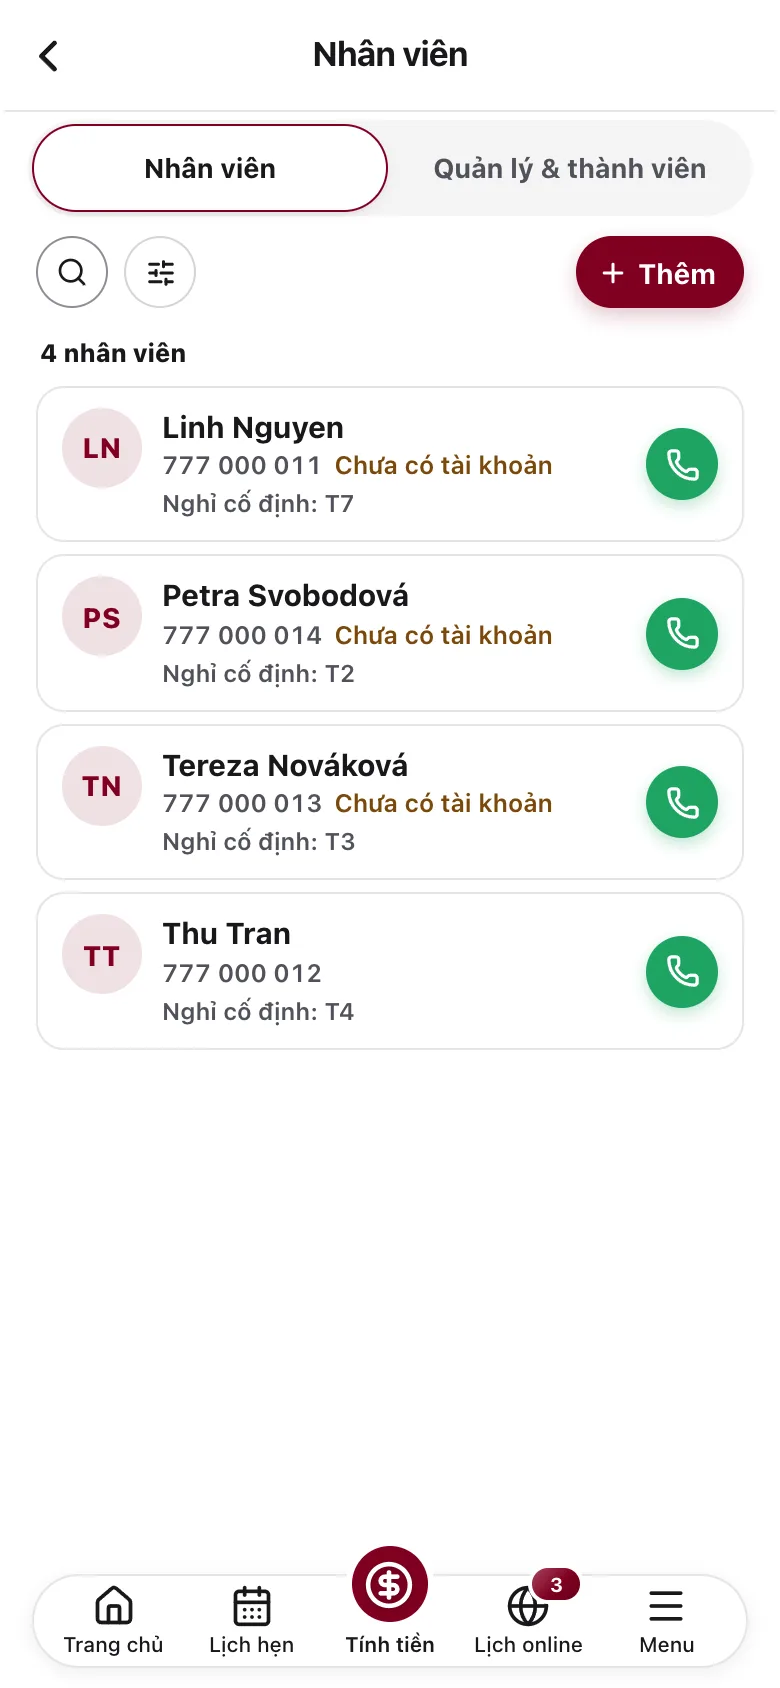 Nhân viên
Nhân viên
Quản lý & thành viên
+ Thêm
4 nhân viên
LN
Linh Nguyen
777 000 011 Chưa có tài khoản
Nghỉ cố định: T7
PS
Petra Svobodová
777 000 014 Chưa có tài khoản
Nghỉ cố định: T2
TN
Tereza Nováková
777 000 013 Chưa có tài khoản
Nghỉ cố định: T3
TT
Thu Tran
777 000 012
Nghỉ cố định: T4
3
Trang chủ
Lịch hẹn
Tính tiền
Lịch online
Menu